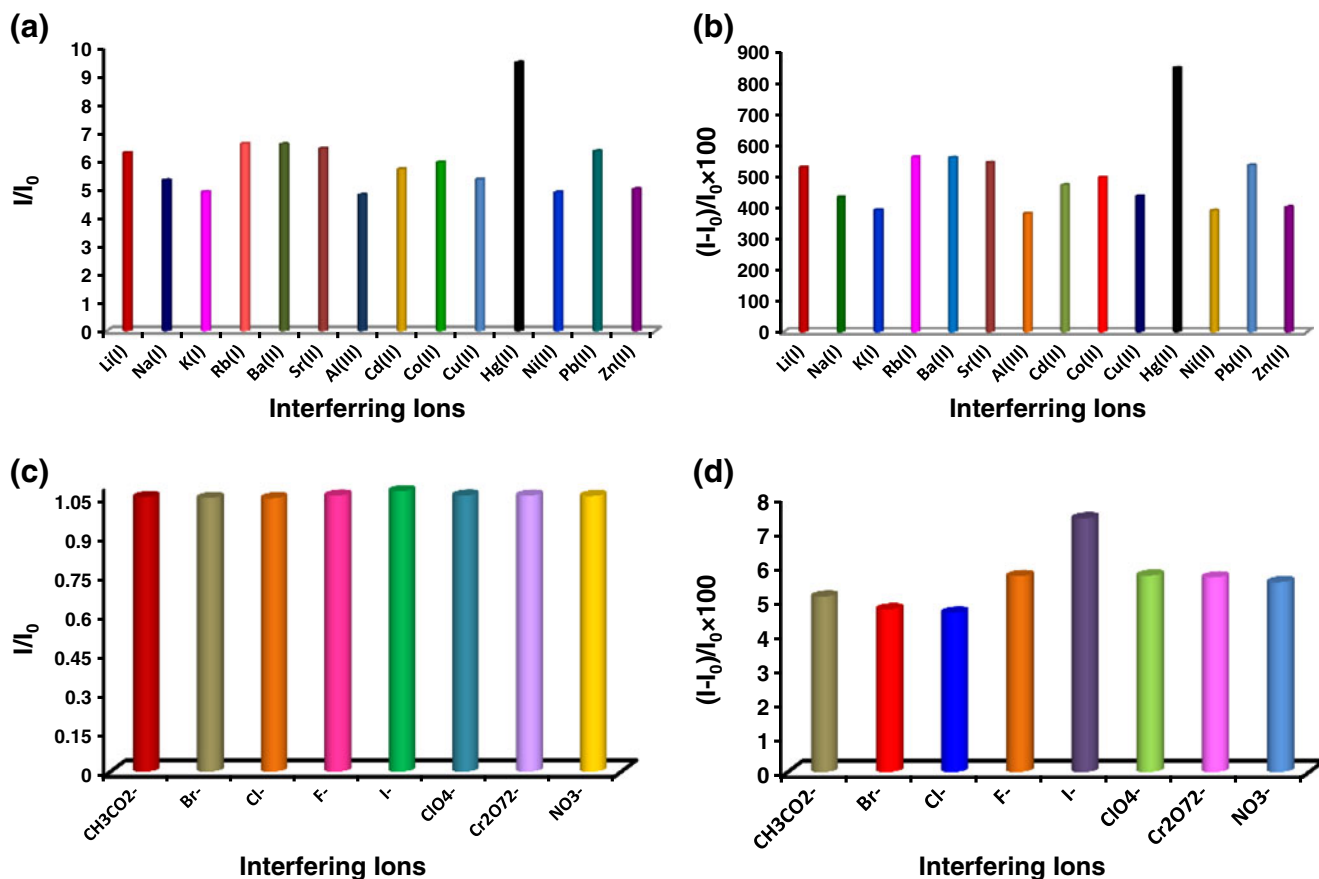 (a)
10
9
8
7
6
5
4
3
2
1
0
I/I0
Li(I) Na(I) K(I) Rb(I) Ba(II) Sr(II) Al(III) Cd(II) Co(II) Cu(II) Hg(II) Ni(II) Pb(II) Zn(II)
Interferring Ions
(b)
900
800
700
600
500
400
300
200
100
0
(I-I0)/I0×100
Li(I) Na(I) K(I) Rb(I) Ba(II) Sr(II) Al(III) Cd(II) Co(II) Cu(II) Hg(II) Ni(II) Pb(II) Zn(II)
Interferring Ions
(c)
1.05
0.9
0.75
0.6
0.45
0.3
0.15
0
I/I0
CH3CO2- Br- Cl- F- I- ClO4- Cr2O72- NO3-
Interfering Ions
(d)
8
7
6
5
4
3
2
1
0
(I-I0)/I0×100
CH3CO2- Br- Cl- F- I- ClO4- Cr2O72- NO3-
Interfering Ions